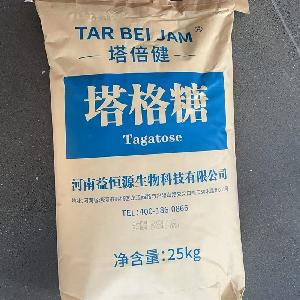 TAR BEI JAM®
塔倍健
塔格糖
Tagatose
河南益恒源生物科技有限公司
净含量:25kg